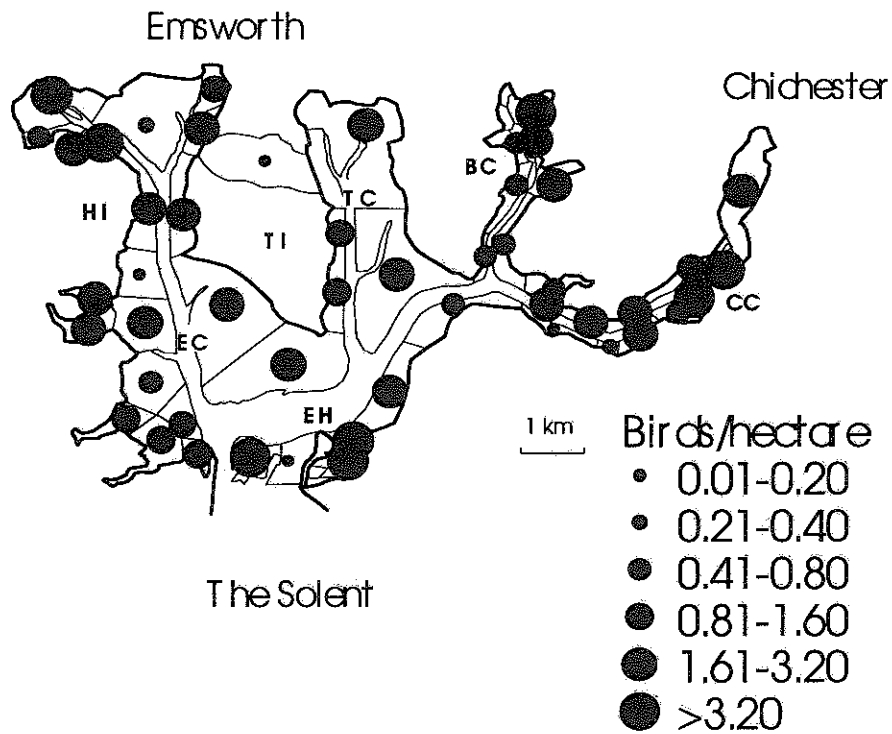 Emsworth
Chichester
BC
TC
HI
TI
CC
EC
EH
1 km
Birds/hectare
0.01-0.20
0.21-0.40
0.41-0.80
0.81-1.60
1.61-3.20
>3.20
The Solent